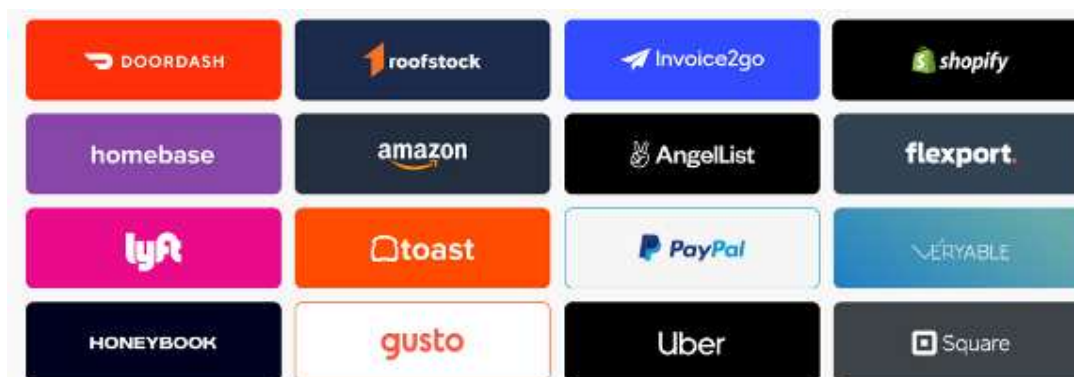 DOORDASH
roofstock
Invoice2go
shopify
homebase
amazon
AngelList
flexport.
lyft
toast
PayPal
VERYABLE
HONEYBOOK
gusto
Uber
Square